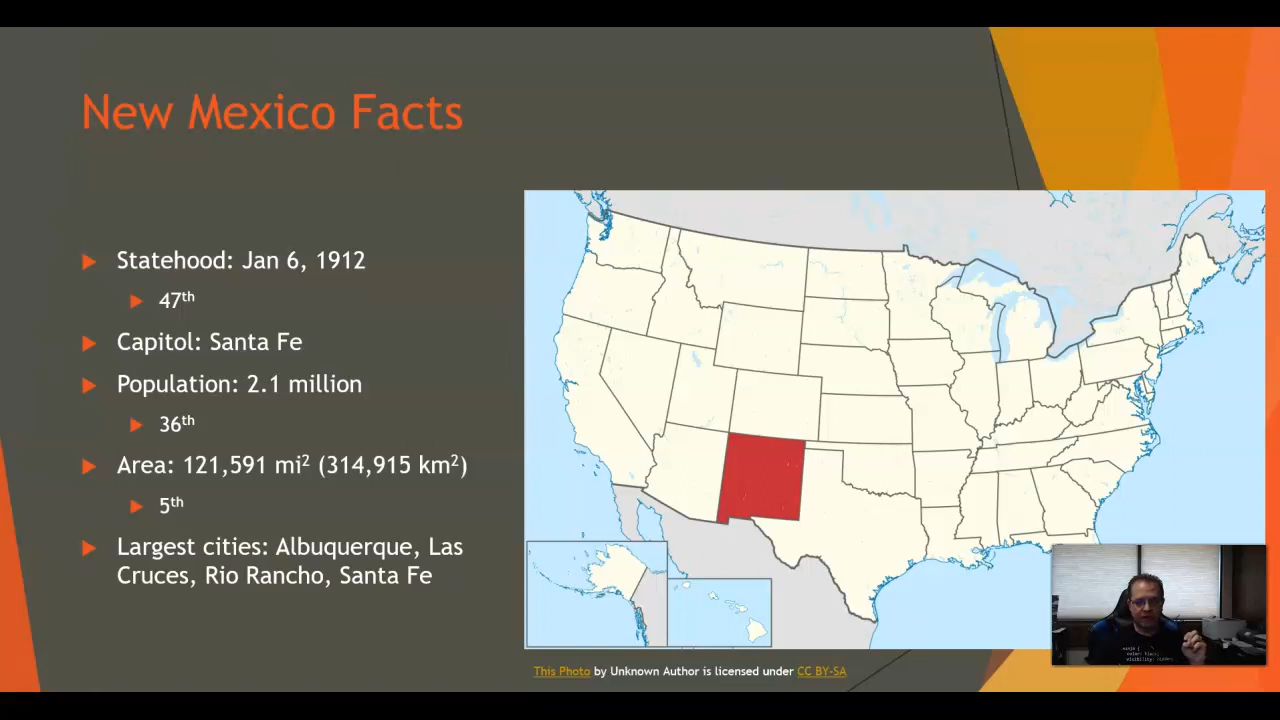 New Mexico Facts
Statehood: Jan 6, 1912
47th
Capitol: Santa Fe
Population: 2.1 million
36th
Area: 121,591 mi² (314,915 km²)
5th
Largest cities: Albuquerque, Las
Cruces, Rio Rancho, Santa Fe
This Photo by Unknown Author is licensed under CC BY-SA
color:
visibility: